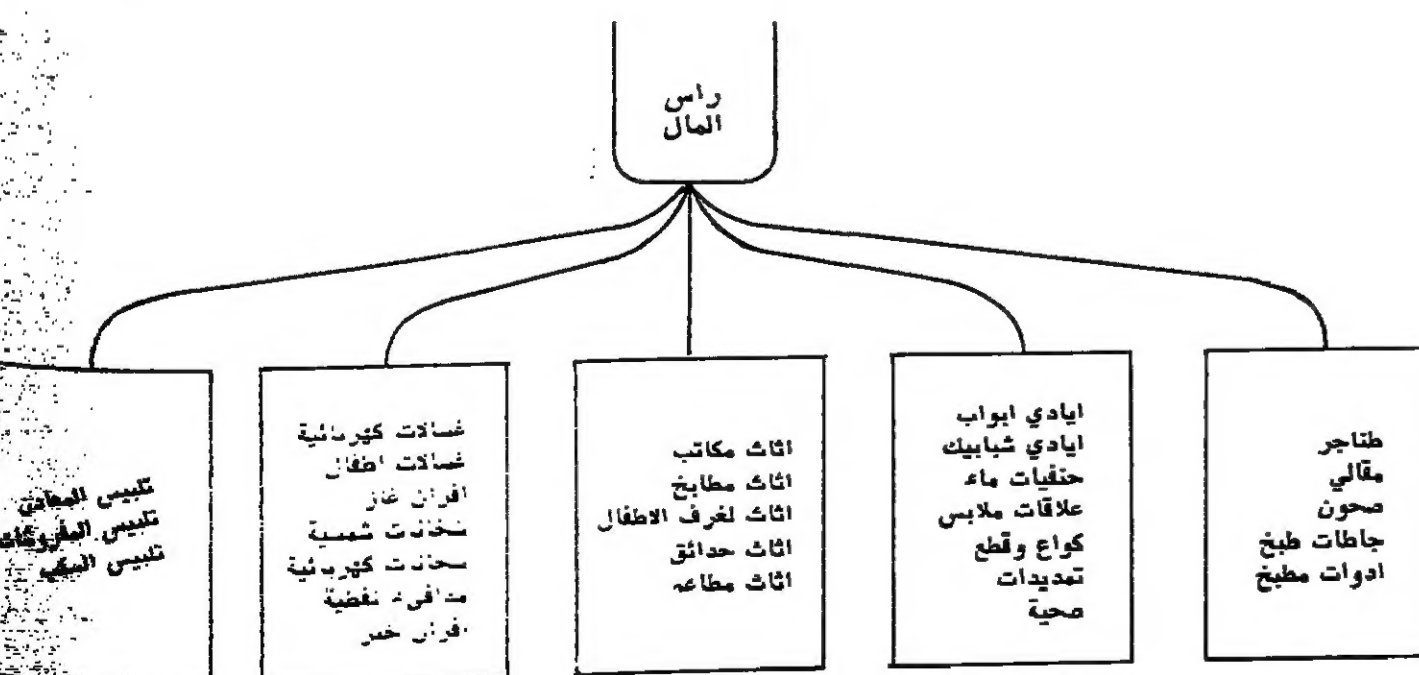 راس
المال
طناجر
مقالي
صحون
جاطات طبخ
ادوات مطبخ
ايادي ابواب
ايادي شبابيك
حنفيات ماء
علاقات ملابس
كواع وقطع
تمديدات
صحية
اثاث مكاتب
اثاث مطابخ
اثاث لغرف الاطفال
اثاث حدائق
اثاث مطاعم
غسالات كهربائية
غسالات اطفال
افران غاز
سخانات شمسية
سخانات كهربائية
مدافىء نفطية
افران خبز
تلبيس المعادن
تلبيس المفروشات
تلبيس